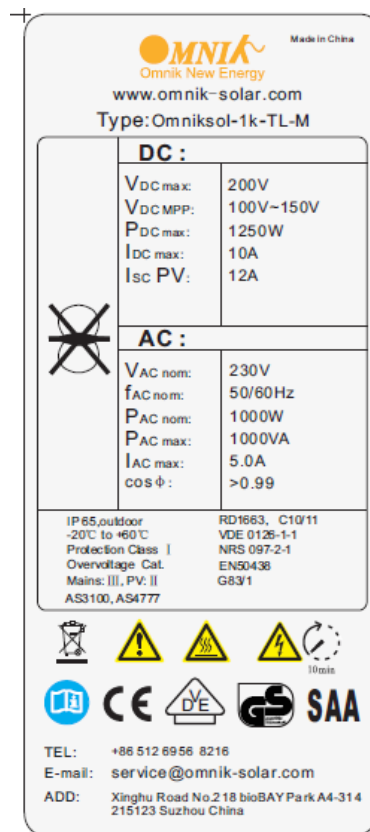 OMNIK
Made in China
Omnik New Energy
www.omnik-solar.com
Type:Omniksol-1k-TL-M
DC :
VDC max: 200V
VDC MPP: 100V~150V
PDC max: 1250W
IDC max: 10A
ISC PV: 12A
AC :
VAC nom: 230V
fAC nom: 50/60Hz
PAC nom: 1000W
PAC max: 1000VA
IAC max: 5.0A
cosϕ: >0.99
IP 65,outdoor RD1663, C10/11
-20℃ to +60℃ VDE 0126-1-1
Protection Class Ⅰ NRS 097-2-1
Overvoltage Cat. EN50438
Mains: Ⅲ, PV: Ⅱ G83/1
AS3100, AS4777
10min
CE DVE GS SAA
TEL: +86 512 6956 8216
E-mail: service@omnik-solar.com
ADD: Xinghu Road No.218 bioBAY Park A4-314
215123 Suzhou China